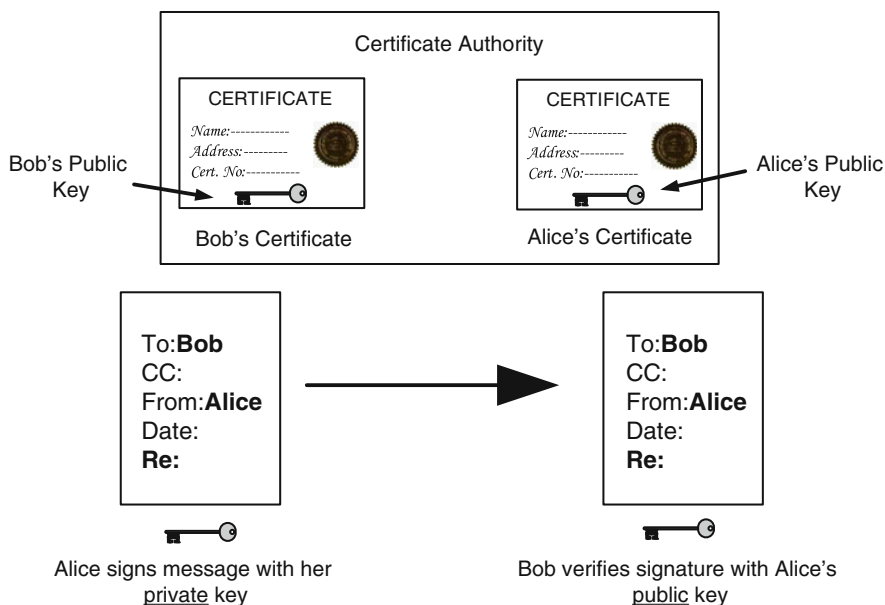 Certificate Authority
CERTIFICATE
Name:------------
Address:---------
Cert. No:-----------
Bob's Public
Key
Bob's Certificate
CERTIFICATE
Name:------------
Address:---------
Cert. No:-----------
Alice's Public
Key
Alice's Certificate
To:Bob
CC:
From:Alice
Date:
Re:
To:Bob
CC:
From:Alice
Date:
Re:
Alice signs message with her
private key
Bob verifies signature with Alice's
public key